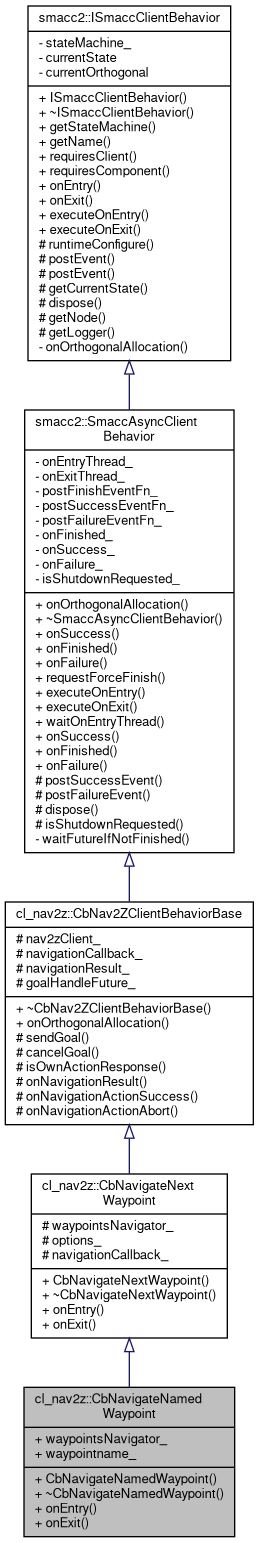 smacc2::ISmaccClientBehavior
- stateMachine_
- currentState
- currentOrthogonal
+ ISmaccClientBehavior()
+ ~ISmaccClientBehavior()
+ getStateMachine()
+ getName()
+ requiresClient()
+ requiresComponent()
+ onEntry()
+ onExit()
+ executeOnEntry()
+ executeOnExit()
# runtimeConfigure()
# postEvent()
# postEvent()
# getCurrentState()
# dispose()
# getNode()
# getLogger()
- onOrthogonalAllocation()
smacc2::SmaccAsyncClient
Behavior
- onEntryThread_
- onExitThread_
- postFinishEventFn_
- postSuccessEventFn_
- postFailureEventFn_
- onFinished_
- onSuccess_
- onFailure_
- isShutdownRequested_
+ onOrthogonalAllocation()
+ ~SmaccAsyncClientBehavior()
+ onSuccess()
+ onFinished()
+ onFailure()
+ requestForceFinish()
+ executeOnEntry()
+ executeOnExit()
+ waitOnEntryThread()
+ onSuccess()
+ onFinished()
+ onFailure()
# postSuccessEvent()
# postFailureEvent()
# dispose()
# isShutdownRequested()
- waitFutureIfNotFinished()
cl_nav2z::CbNav2ZClientBehaviorBase
# nav2zClient_
# navigationCallback_
# navigationResult_
# goalHandleFuture_
+ ~CbNav2ZClientBehaviorBase()
+ onOrthogonalAllocation()
# sendGoal()
# cancelGoal()
# isOwnActionResponse()
# onNavigationResult()
# onNavigationActionSuccess()
# onNavigationActionAbort()
cl_nav2z::CbNavigateNext
Waypoint
# waypointsNavigator_
# options_
# navigationCallback_
+ CbNavigateNextWaypoint()
+ ~CbNavigateNextWaypoint()
+ onEntry()
+ onExit()
cl_nav2z::CbNavigateNamed
Waypoint
+ waypointsNavigator_
+ waypointname_
+ CbNavigateNamedWaypoint()
+ ~CbNavigateNamedWaypoint()
+ onEntry()
+ onExit()